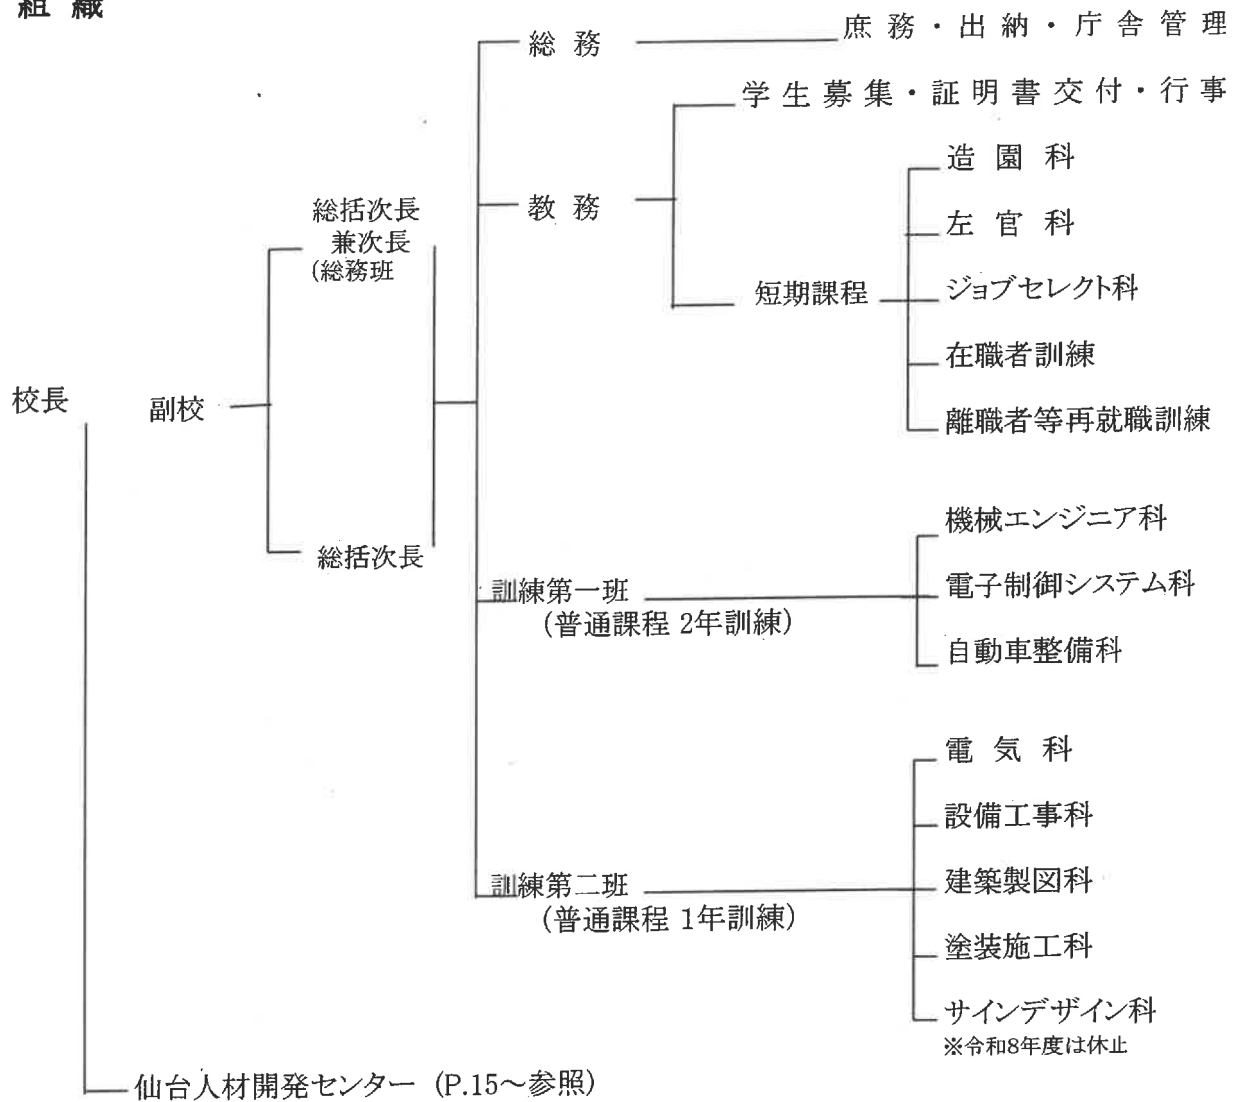 組織
総務
庶務・出納・庁舎管理
学生募集・証明書交付・行事
教務
造園科
左官科
短期課程
ジョブセレクト科
在職者訓練
離職者等再就職訓練
総括次長
兼次長
(総務班
校長
副校
総括次長
機械エンジニア科
訓練第一班
(普通課程 2年訓練)
電子制御システム科
自動車整備科
電気科
設備工事科
訓練第二班
(普通課程 1年訓練)
建築製図科
塗装施工科
サインデザイン科
※令和8年度は休止
仙台人材開発センター (P.15～参照)